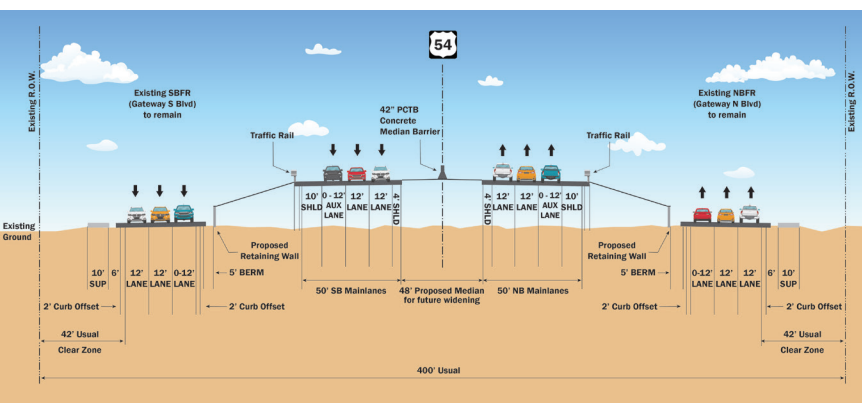 54
Existing R.O.W.
Existing SBFR
(Gateway S Blvd)
to remain
42” PCTB
Concrete
Median Barrier
Traffic Rail
Traffic Rail
Existing NBFR
(Gateway N Blvd)
to remain
Existing R.O.W.
10’
SHLD
0 - 12’
AUX
LANE
12’
LANE
12’
LANE
4’ SHLD
4’ SHLD
12’
LANE
12’
LANE
0 - 12’
AUX
LANE
10’
SHLD
Existing
Ground
Proposed
Retaining Wall
Proposed
Retaining Wall
10’
SUP
6’
12’
LANE
12’
LANE
0-12’
LANE
5’ BERM
50’ SB Mainlanes
48’ Proposed Median
for future widening
50’ NB Mainlanes
5’ BERM
0-12’
LANE
12’
LANE
12’
LANE
6’
10’
SUP
2’ Curb Offset
2’ Curb Offset
2’ Curb Offset
2’ Curb Offset
42’ Usual
Clear Zone
42’ Usual
Clear Zone
400’ Usual